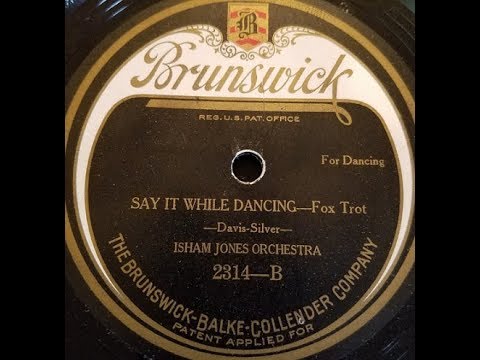 B
Brunswick
REG. U.S. PAT. OFFICE
For Dancing
SAY IT WHILE DANCING—Fox Trot
—Davis-Silver—
ISHAM JONES ORCHESTRA
2314—B
THE BRUNSWICK-BALKE-COLLENDER COMPANY
PATENT APPLIED FOR